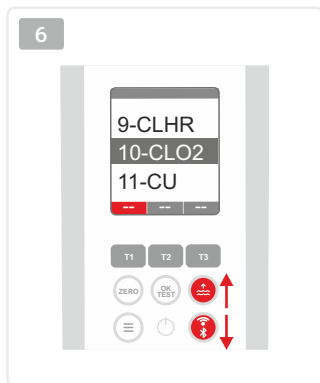 6
9-CLHR
10-CLO2
11-CU
-- -- --
T1 T2 T3
ZERO OK TEST